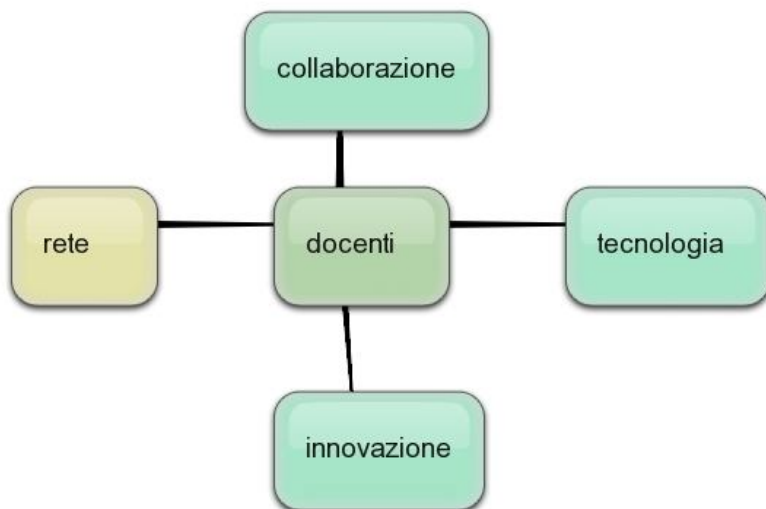 collaborazione
rete
docenti
tecnologia
innovazione